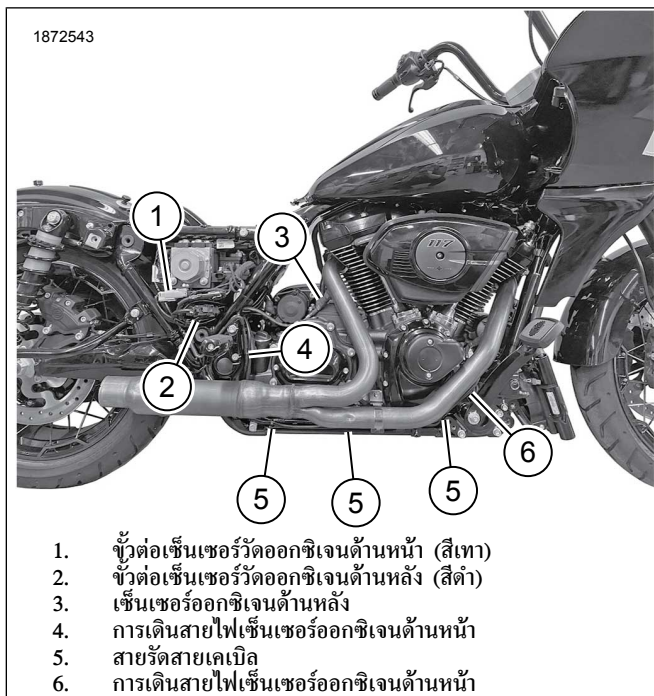 1872543
117
1
2
3
4
5
5
5
6
1. ขั้วต่อเซ็นเซอร์วัดออกซิเจนด้านหน้า (สีเทา)
2. ขั้วต่อเซ็นเซอร์วัดออกซิเจนด้านหลัง (สีดำ)
3. เซ็นเซอร์ออกซิเจนด้านหลัง
4. การเดินสายไฟเซ็นเซอร์ออกซิเจนด้านหน้า
5. สายรัดสายเคเบิล
6. การเดินสายไฟเซ็นเซอร์ออกซิเจนด้านหน้า